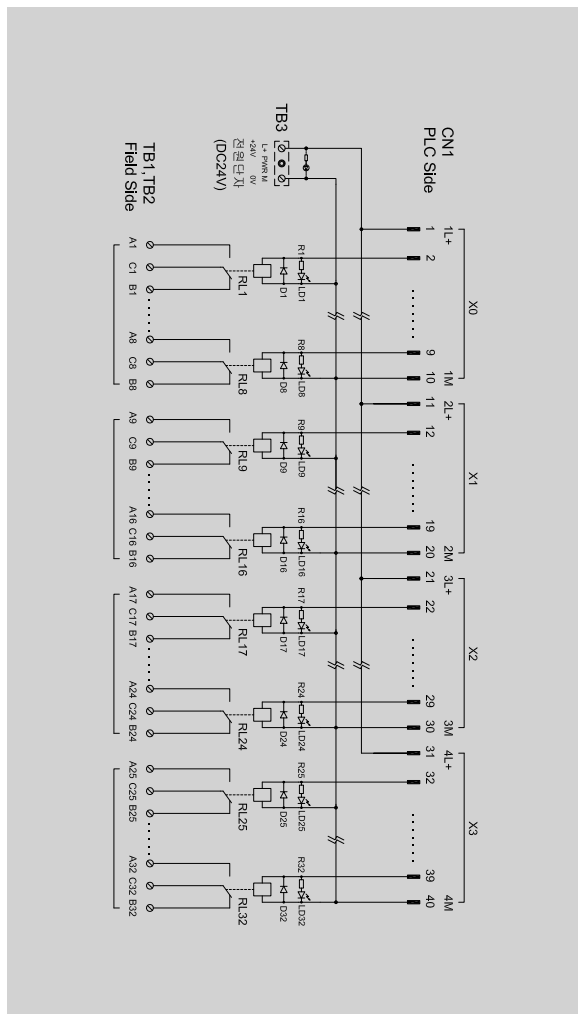 X0 X1 X2 X3
CN1 1L+ 1M 2L+ 2M 3L+ 3M 4L+ 4M
PLC Side 1 2 9 10 11 12 19 20 21 22 29 30 31 32 39 40
R1 LD1 R8 LD8 R9 LD9 R16 LD16 R17 LD17 R24 LD24 R25 LD25 R32 LD32
TB3 D1 D8 D9 D16 D17 D24 D25 D32
L+ PWR M
+24V 0V
전원단자
(DC24V)
RL1 RL8 RL9 RL16 RL17 RL24 RL25 RL32
TB1,TB2
Field Side
A1 C1 B1 A8 C8 B8 A9 C9 B9 A16 C16 B16 A17 C17 B17 A24 C24 B24 A25 C25 B25 A32 C32 B32